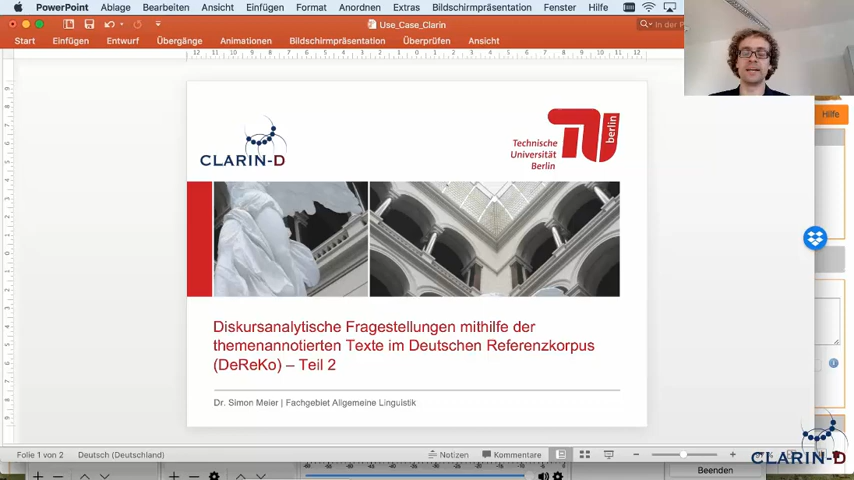 PowerPoint Ablage Bearbeiten Ansicht Einfügen Format Anordnen Extras Bildschirmpräsentation Fenster Hilfe
Use_Case_Clarin
Start Einfügen Entwurf Übergänge Animationen Bildschirmpräsentation Überprüfen Ansicht
Hilfe
CLARIN-D
Technische
Universität
Berlin
berlin
Diskursanalytische Fragestellungen mithilfe der
themenannotierten Texte im Deutschen Referenzkorpus
(DeReKo) – Teil 2
Dr. Simon Meier | Fachgebiet Allgemeine Linguistik
Folie 1 von 2 Deutsch (Deutschland) Notizen Kommentare
Beenden
CLARIN-D